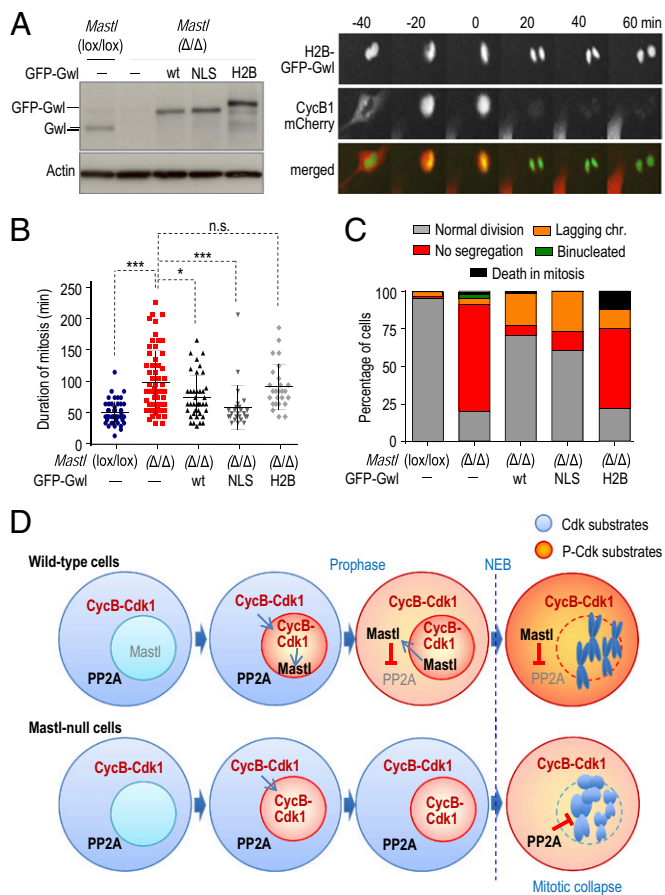 A
Mastl
(lox/lox)
Mastl
(Δ/Δ)
GFP-Gwl
—
—
wt
NLS
H2B
GFP-Gwl
Gwl
Actin
-40
-20
0
20
40
60 min
H2B-
GFP-Gwl
CycB1
mCherry
merged
B
n.s.
***
***
*
Duration of mitosis (min)
250
200
150
100
50
0
Mastl (lox/lox) (Δ/Δ) (Δ/Δ) (Δ/Δ) (Δ/Δ)
GFP-Gwl — — wt NLS H2B
C
Normal division
Lagging chr.
No segregation
Binucleated
Death in mitosis
Percentage of cells
100
75
50
25
0
Mastl (lox/lox) (Δ/Δ) (Δ/Δ) (Δ/Δ) (Δ/Δ)
GFP-Gwl — — wt NLS H2B
D
Cdk substrates
P-Cdk substrates
Wild-type cells
Prophase
NEB
CycB-Cdk1
Mastl
PP2A
CycB-Cdk1
CycB-
Cdk1
Mastl
PP2A
CycB-Cdk1
CycB-
Cdk1
Mastl
Mastl
PP2A
CycB-Cdk1
Mastl
PP2A
Mastl-null cells
CycB-Cdk1
PP2A
CycB-Cdk1
CycB-
Cdk1
PP2A
CycB-Cdk1
CycB-
Cdk1
PP2A
CycB-Cdk1
PP2A
Mitotic collapse